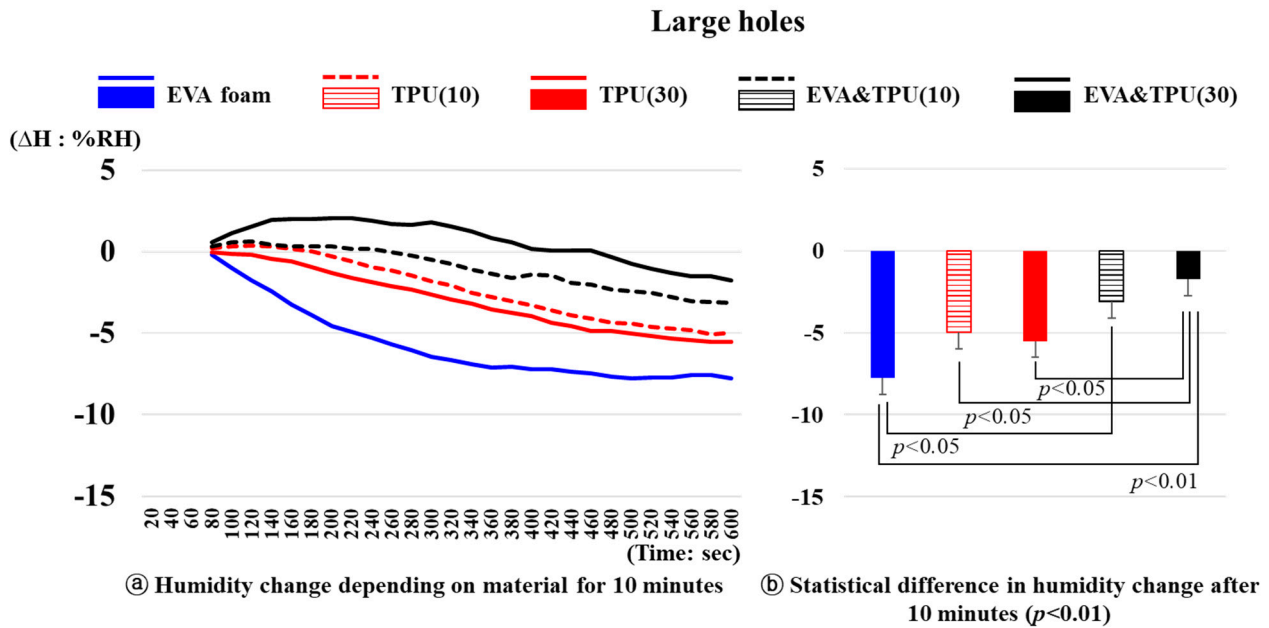 Large holes
EVA foam TPU(10) TPU(30) EVA&TPU(10) EVA&TPU(30)
(ΔH : %RH)
5
0
-5
-10
-15
20 40 60 80 100 120 140 160 180 200 220 240 260 280 300 320 340 360 380 400 420 440 460 480 500 520 540 560 580 600
(Time: sec)
ⓐ Humidity change depending on material for 10 minutes
5
0
-5
-10
-15
p<0.05
p<0.05
p<0.05
p<0.01
ⓑ Statistical difference in humidity change after
10 minutes (p<0.01)